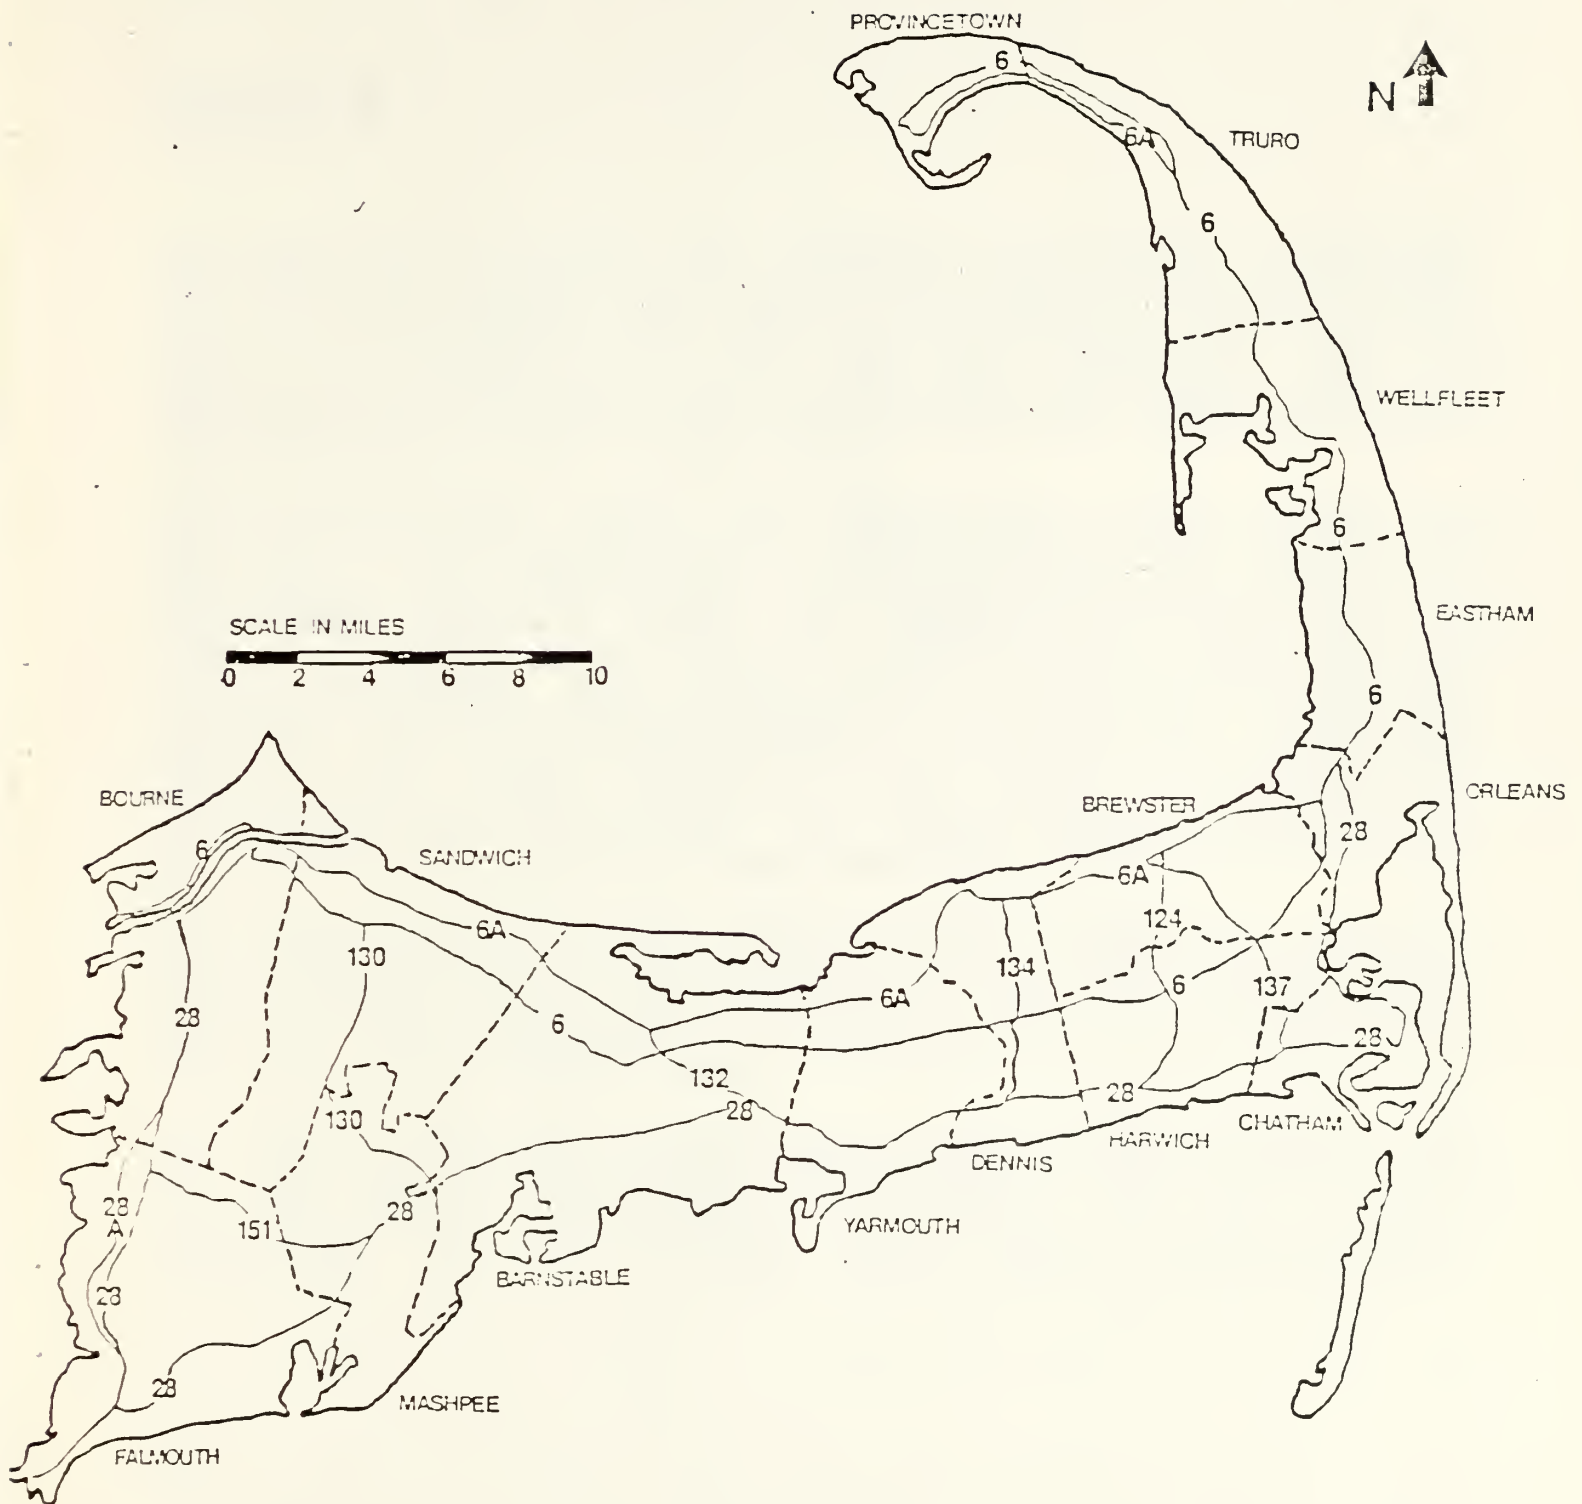 PROVINCETOWN
N
6
6A
TRURO
6
WELLFLEET
6
EASTHAM
SCALE IN MILES
0 2 4 6 8 10
6
BOURNE
BREWSTER
ORLEANS
6
SANDWICH
28
6A
6A
124
130
134
6A
6
137
28
6
28
132
28
28
130
HARWICH
CHATHAM
DENNIS
28
A
151
28
YARMOUTH
BARNSTABLE
28
28
MASHPEE
FALMOUTH